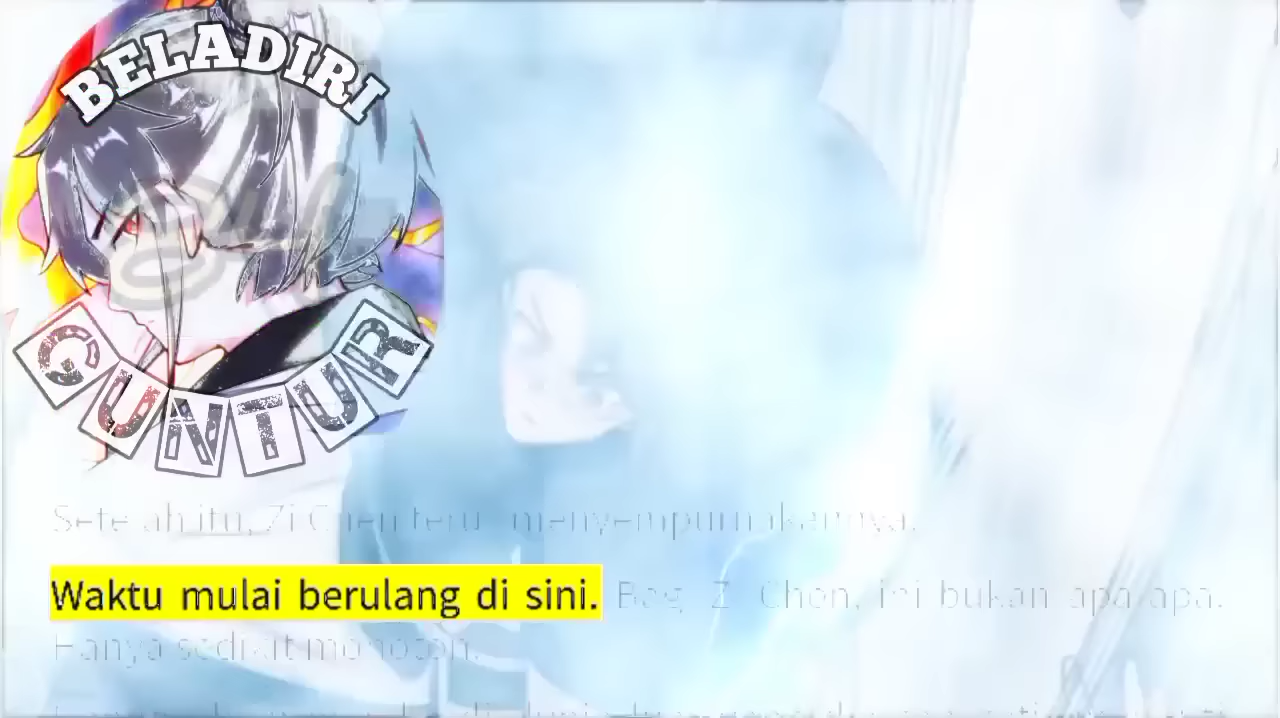 BELADIRI
GUNTUR
Setelah itu, Zi Chen terus menyempurnakannya.
Waktu mulai berulang di sini. Bagi Zi Chen, ini bukan apa-apa.
Hanya sedikit monoton.